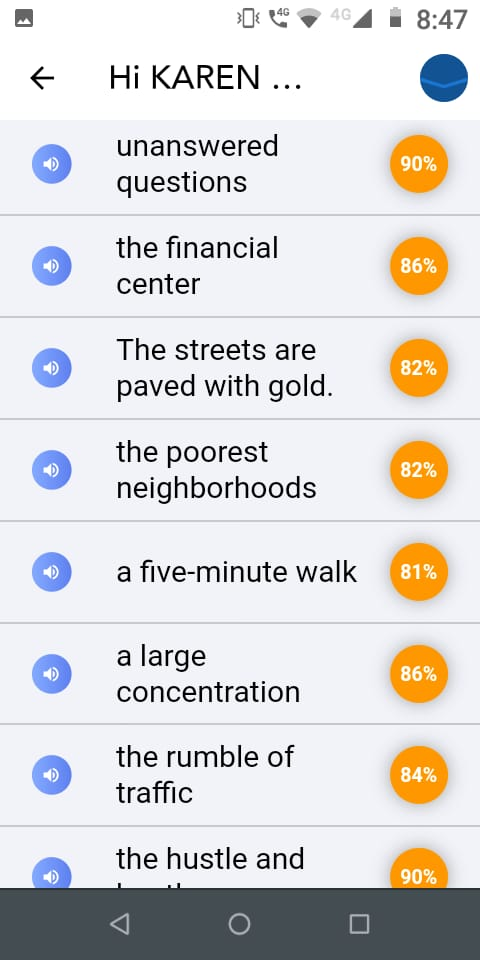 4G
4G
8:47
Hi KAREN ...
unanswered
questions
90%
the financial
center
86%
The streets are
paved with gold.
82%
the poorest
neighborhoods
82%
a five-minute walk
81%
a large
concentration
86%
the rumble of
traffic
84%
the hustle and
90%